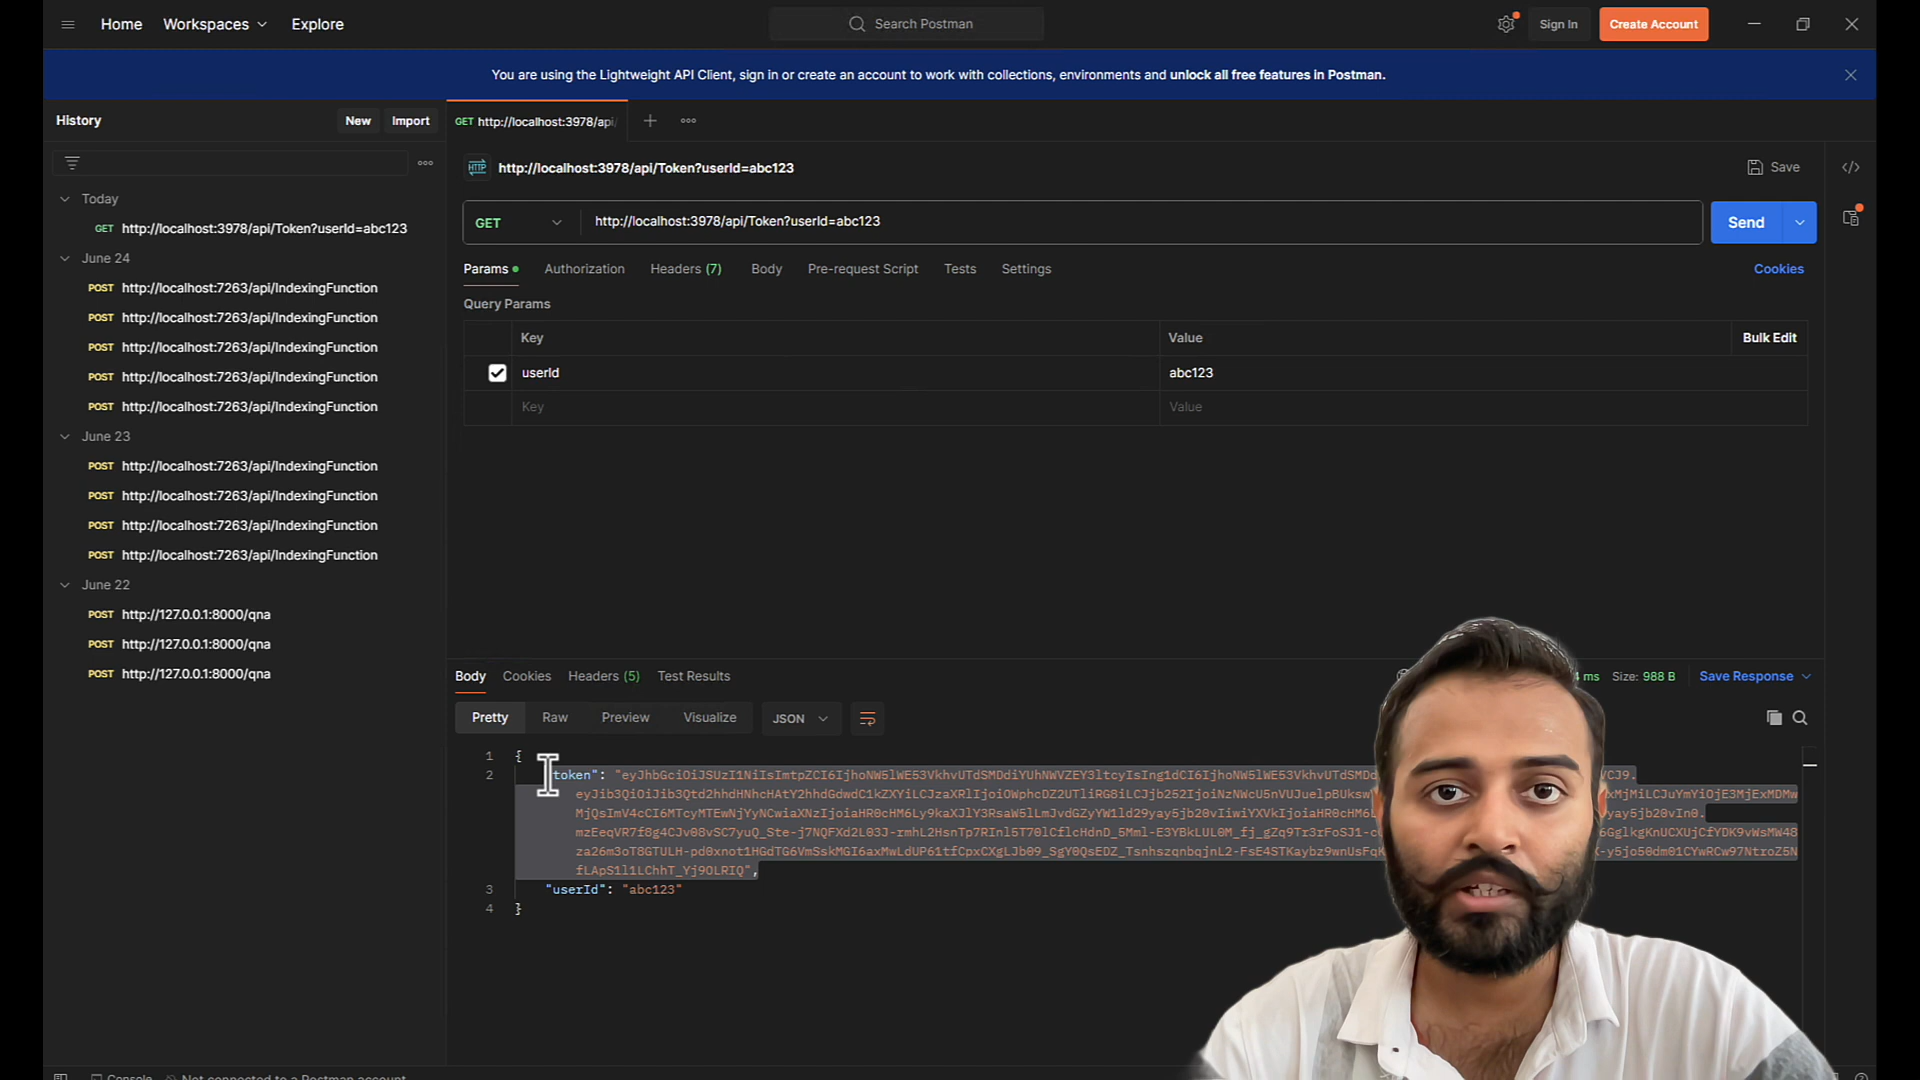 Home Workspaces Explore
Search Postman
Sign In Create Account
You are using the Lightweight API Client, sign in or create an account to work with collections, environments and unlock all free features in Postman.
History New Import
GET http://localhost:3978/api/
HTTP http://localhost:3978/api/Token?userId=abc123
Save
Today
GET http://localhost:3978/api/Token?userId=abc123
June 24
POST http://localhost:7263/api/IndexingFunction
POST http://localhost:7263/api/IndexingFunction
POST http://localhost:7263/api/IndexingFunction
POST http://localhost:7263/api/IndexingFunction
POST http://localhost:7263/api/IndexingFunction
June 23
POST http://localhost:7263/api/IndexingFunction
POST http://localhost:7263/api/IndexingFunction
POST http://localhost:7263/api/IndexingFunction
POST http://localhost:7263/api/IndexingFunction
June 22
POST http://127.0.0.1:8000/qna
POST http://127.0.0.1:8000/qna
POST http://127.0.0.1:8000/qna
GET http://localhost:3978/api/Token?userId=abc123
Send
Params Authorization Headers (7) Body Pre-request Script Tests Settings Cookies
Query Params
Key Value Bulk Edit
userId abc123
Key Value
Body Cookies Headers (5) Test Results
ms Size: 988 B Save Response
Pretty Raw Preview Visualize JSON
1 {
2 token":
fLApS1l1LChhT_Yj9OLRIQ",
3 "userId": "abc123"
4 }
Console Not connected to a Postman account